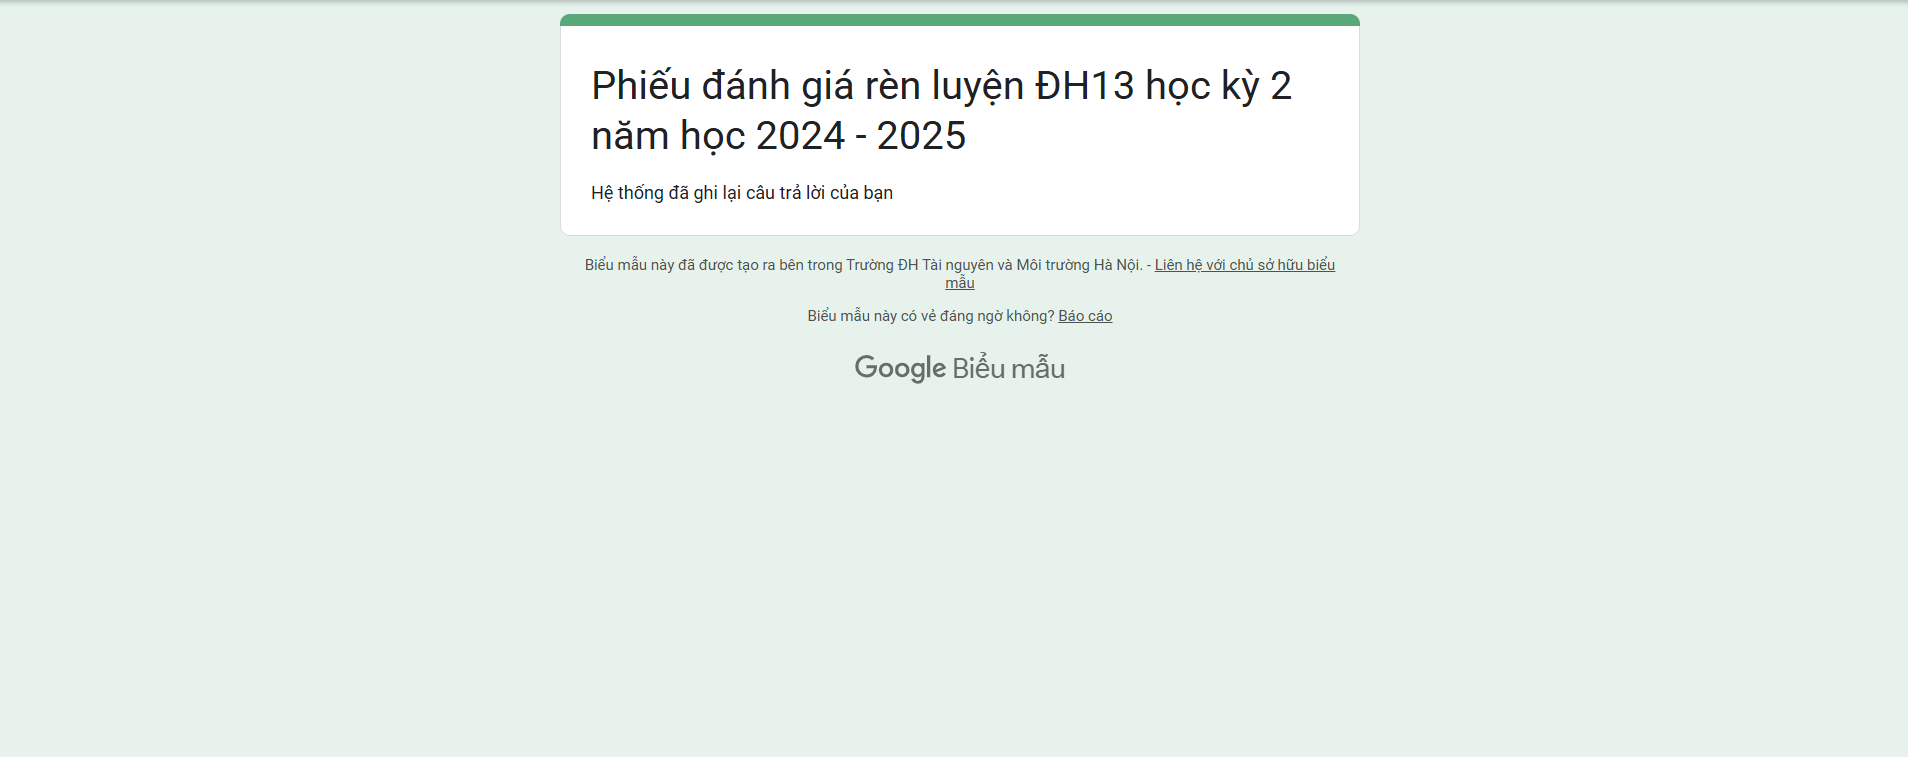 Phiếu đánh giá rèn luyện ĐH13 học kỳ 2
năm học 2024 - 2025
Hệ thống đã ghi lại câu trả lời của bạn
Biểu mẫu này đã được tạo ra bên trong Trường ĐH Tài nguyên và Môi trường Hà Nội. - Liên hệ với chủ sở hữu biểu
mẫu
Biểu mẫu này có vẻ đáng ngờ không? Báo cáo
Google Biểu mẫu